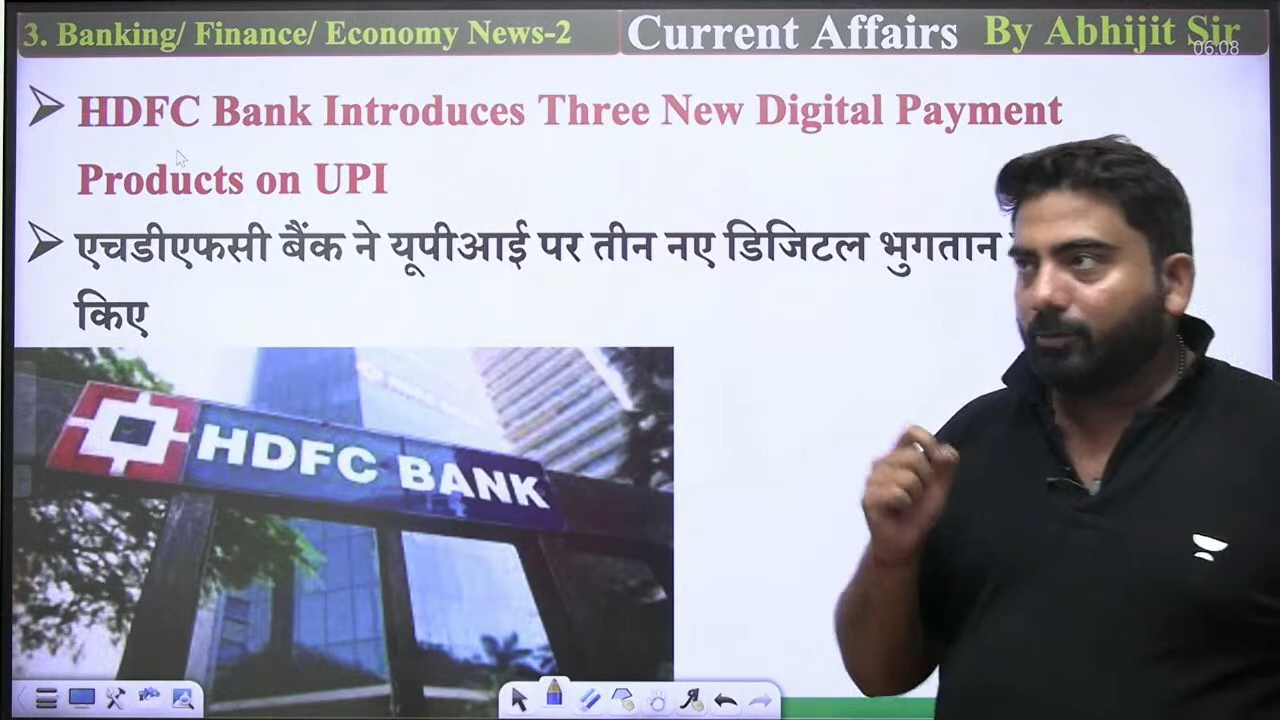 3. Banking/ Finance/ Economy News-2
Current Affairs By Abhijit Sir
06:08
HDFC Bank Introduces Three New Digital Payment
Products on UPI
एचडीएफसी बैंक ने यूपीआई पर तीन नए डिजिटल भुगतान
किए
HDFC BANK